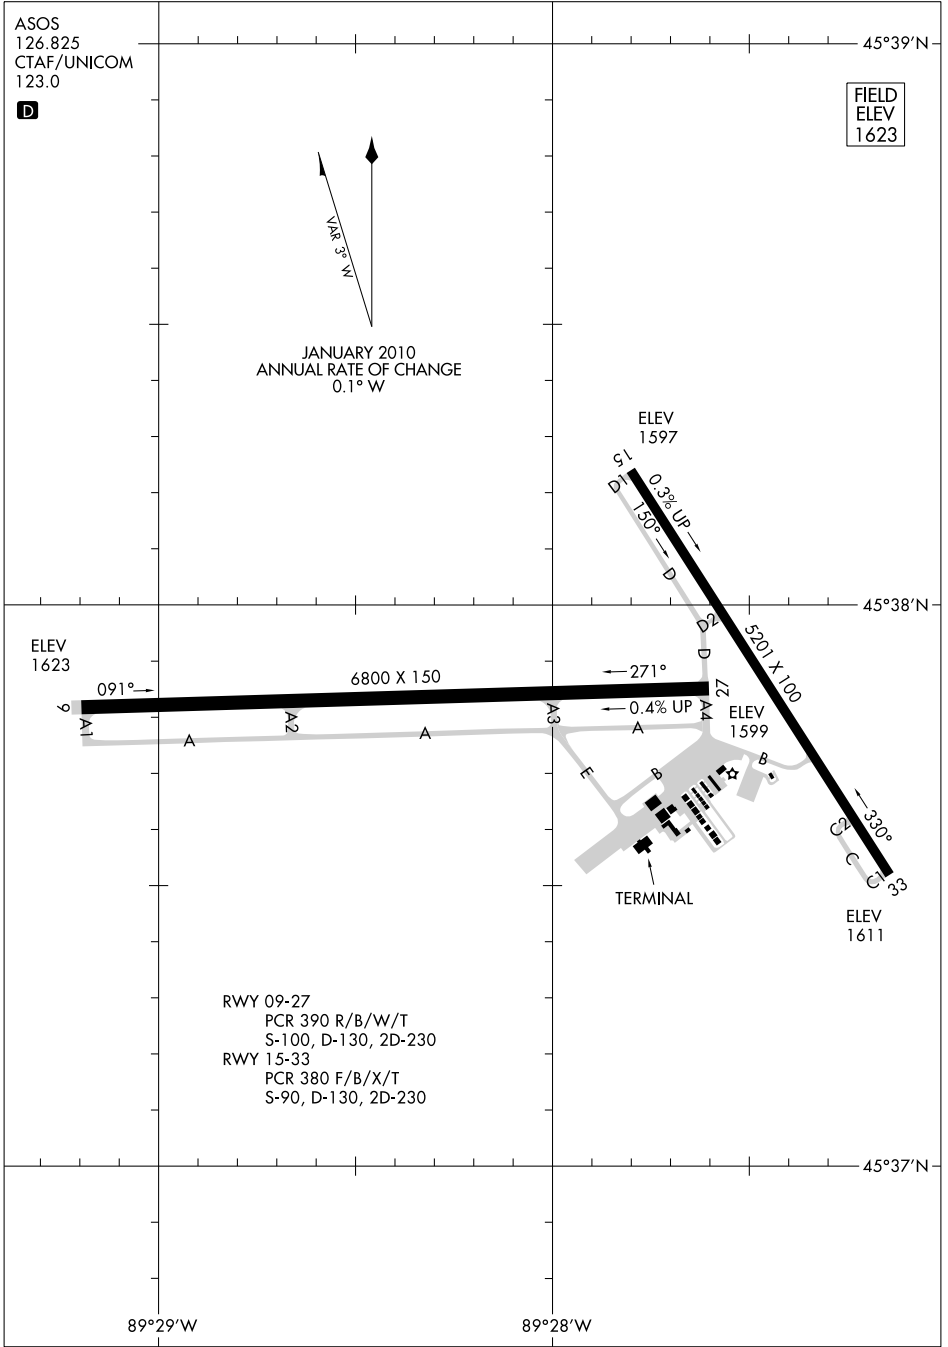 ASOS
126.825
CTAF/UNICOM
123.0
D
45°39'N
FIELD
ELEV
1623
VAR 3° W
JANUARY 2010
ANNUAL RATE OF CHANGE
0.1° W
ELEV
1597
15
D1
0.3% UP
150°
D
45°38'N
D2
D
5201 X 100
ELEV
1623
091°
6800 X 150
271°
27
9
A1
A2
A3
0.4% UP
A4
ELEV
1599
A
A
A
E
B
B
C2
330°
C
C1
33
TERMINAL
ELEV
1611
RWY 09-27
PCR 390 R/B/W/T
S-100, D-130, 2D-230
RWY 15-33
PCR 380 F/B/X/T
S-90, D-130, 2D-230
45°37'N
89°29'W
89°28'W